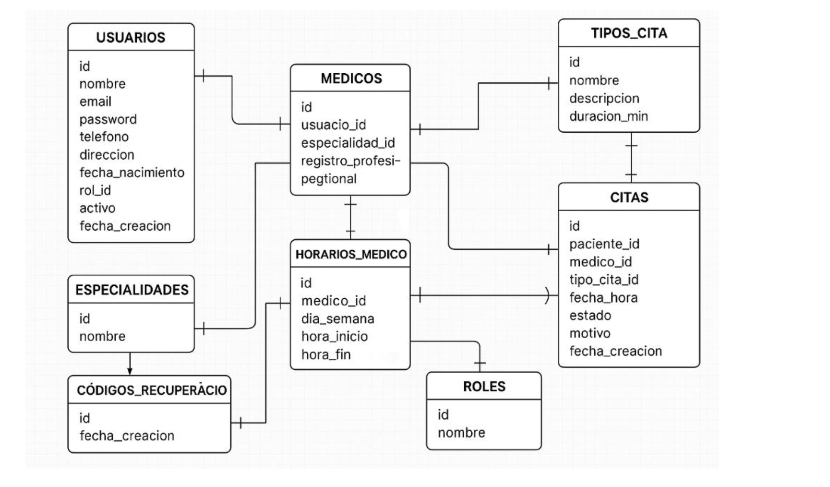 USUARIOS
id
nombre
email
password
telefono
direccion
fecha_nacimiento
rol_id
activo
fecha_creacion
MEDICOS
id
usuacio_id
especialidad_id
registro_profesi-
pegtional
TIPOS_CITA
id
nombre
descripcion
duracion_min
ESPECIALIDADES
id
nombre
HORARIOS_MEDICO
id
medico_id
dia_semana
hora_inicio
hora_fin
CITAS
id
paciente_id
medico_id
tipo_cita_id
fecha_hora
estado
motivo
fecha_creacion
CÓDIGOS_RECUPERÀCIO
id
fecha_creacion
ROLES
id
nombre